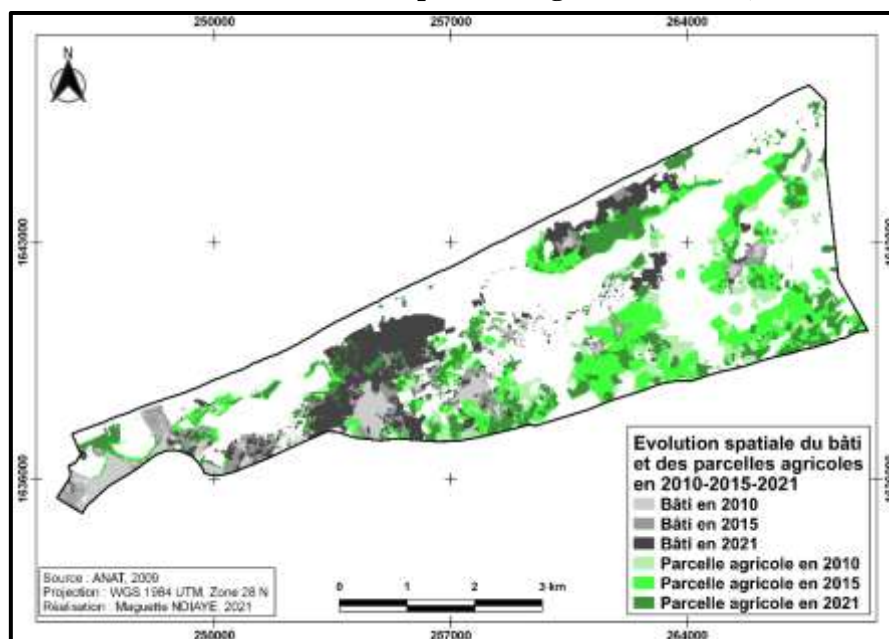 250000 257000 264000
N
1643000
1636000
Evolution spatiale du bâti
et des parcelles agricoles
en 2010-2015-2021
Bâti en 2010
Bâti en 2015
Bâti en 2021
Parcelle agricole en 2010
Parcelle agricole en 2015
Parcelle agricole en 2021
Source : ANAT, 2009
Projection : WGS 1984 UTM, Zone 28 N
Réalisation : Maguette NDIAYE, 2021
0 1 2 3 km
250000 257000 264000